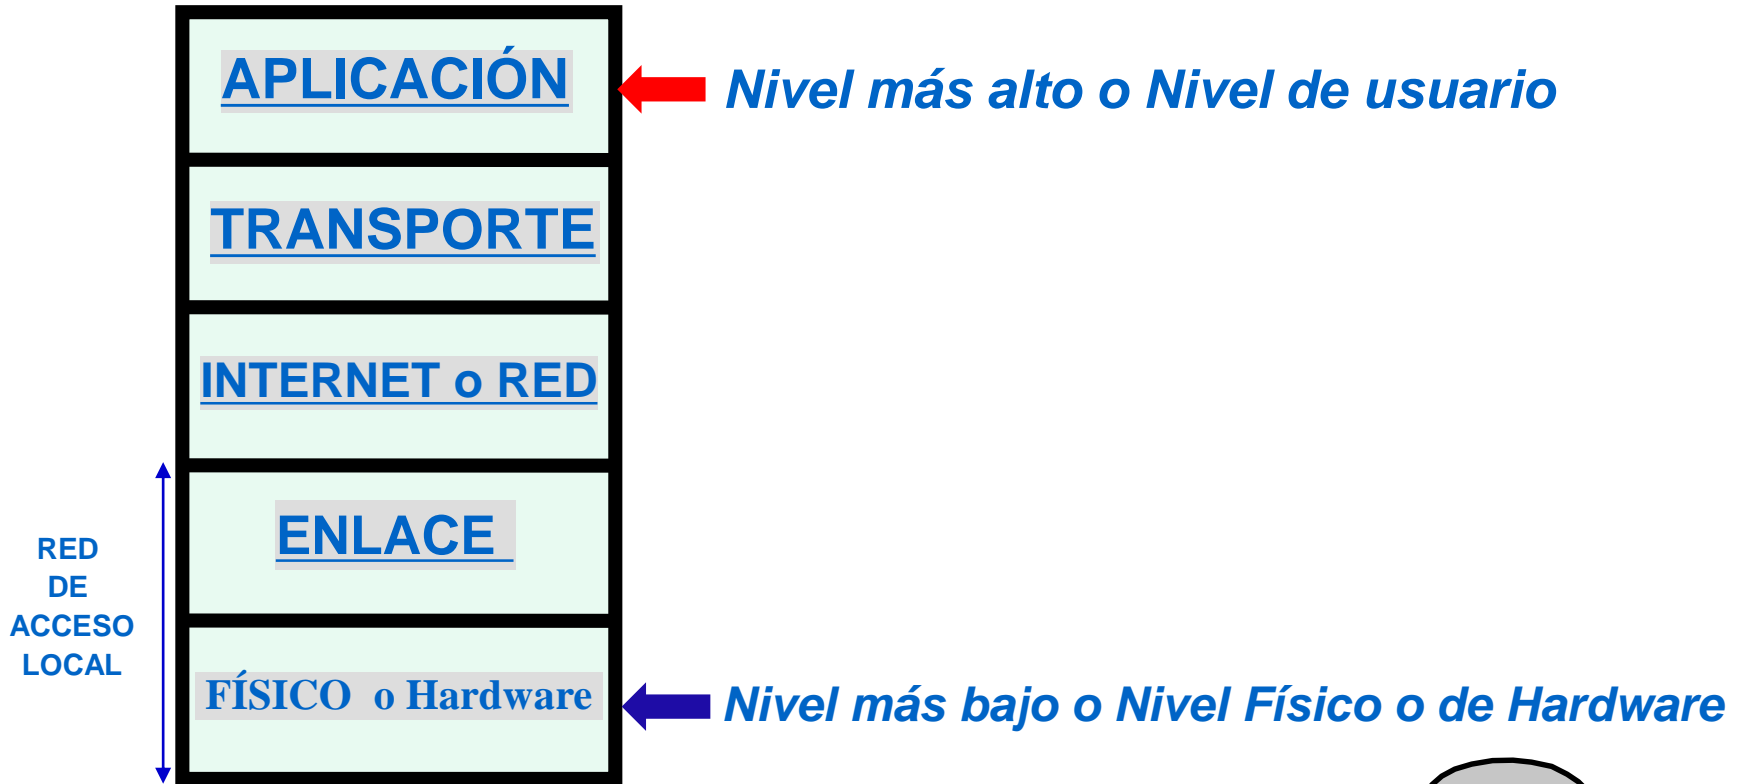 APLICACIÓN
Nivel más alto o Nivel de usuario
TRANSPORTE
INTERNET o RED
ENLACE
RED
DE
ACCESO
LOCAL
FÍSICO o Hardware
Nivel más bajo o Nivel Físico o de Hardware